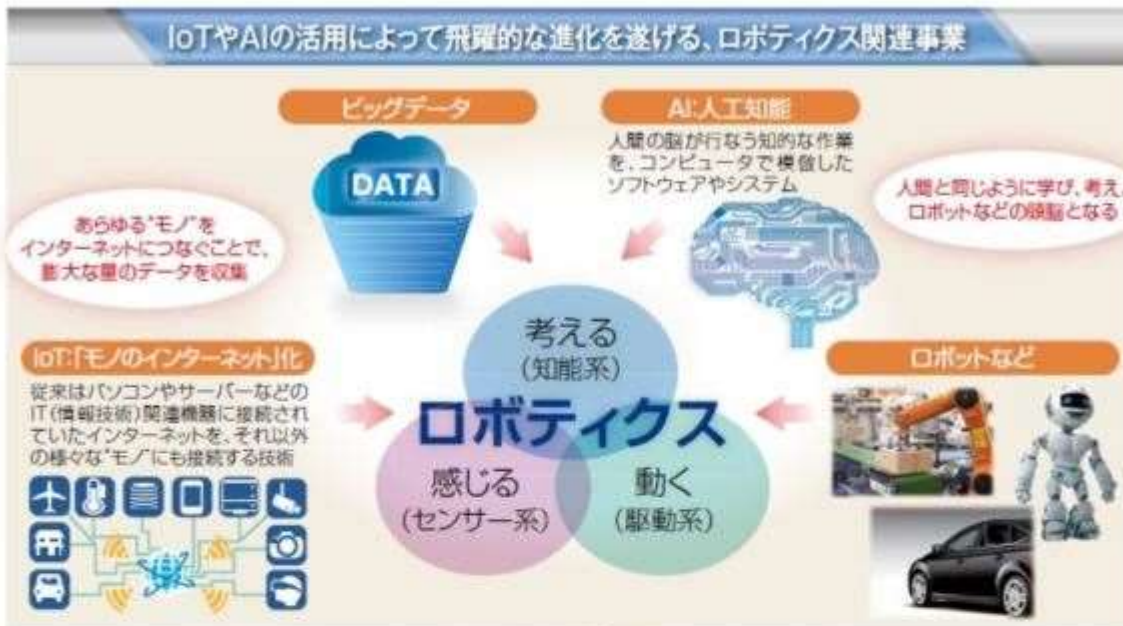 IoTやAIの活用によって飛躍的な進化を遂げる、ロボティクス関連事業
ビッグデータ
DATA
AI:人工知能
人間の脳が行なう知的な作業
を、コンピュータで模倣した
ソフトウェアやシステム
人間と同じように学び、考え、
ロボットなどの頭脳となる
あらゆる"モノ"を
インターネットにつなぐことで、
膨大な量のデータを収集
IoT:「モノのインターネット」化
従来はパソコンやサーバーなどの
IT(情報技術)関連機器に接続され
ていたインターネットを、それ以外
の様々な"モノ"にも接続する技術
考える
(知能系)
ロボティクス
感じる
(センサー系)
動く
(駆動系)
ロボットなど